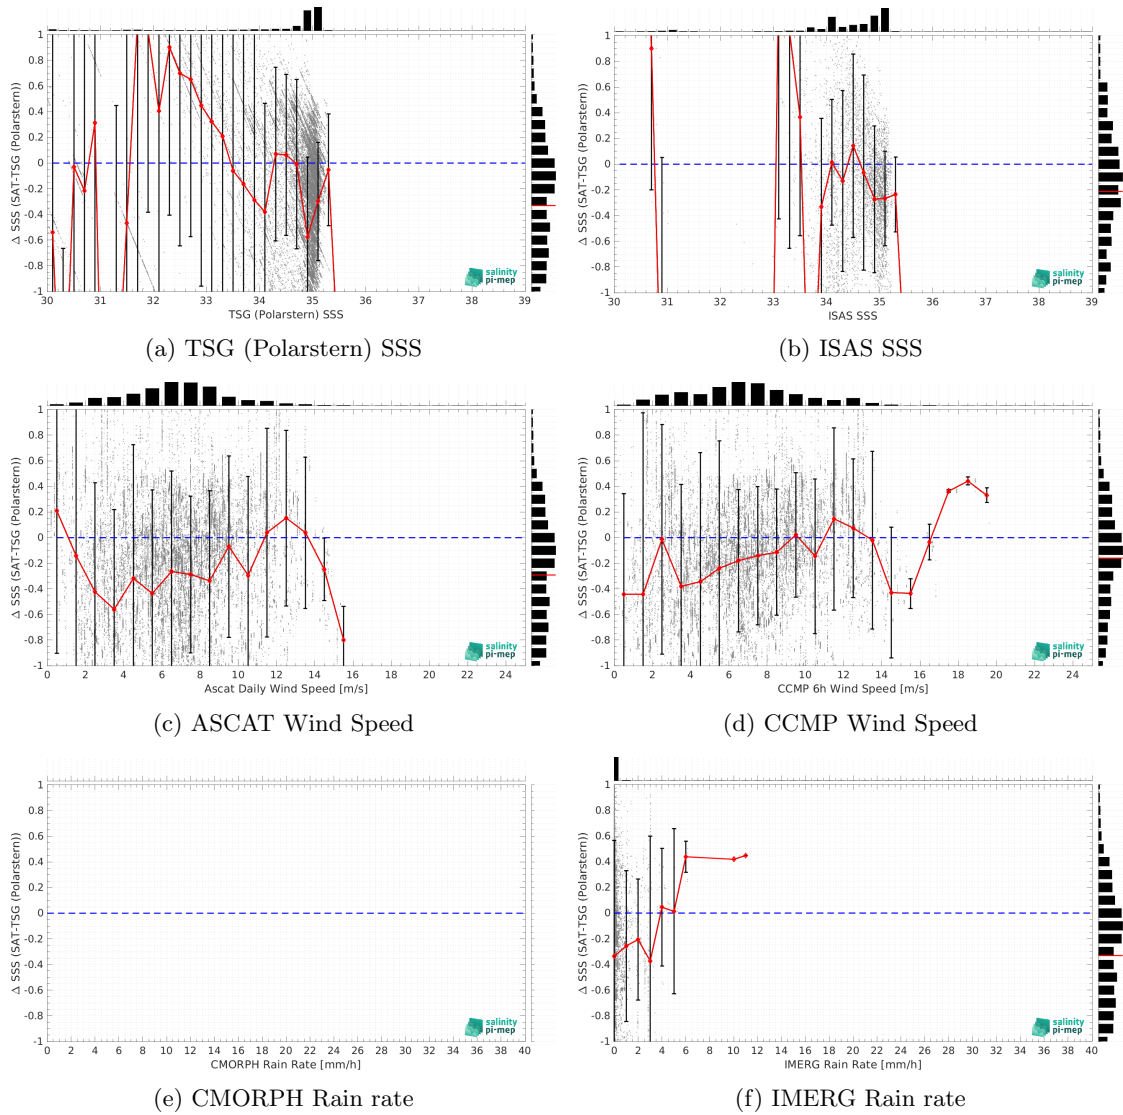 1
0.8
0.6
0.4
0.2
0
-0.2
-0.4
-0.6
-0.8
-1
Δ SSS (SAT-TSG (Polarstern))
salinity
pi-mep
30 31 32 33 34 35 36 37 38 39
TSG (Polarstern) SSS
(a) TSG (Polarstern) SSS
1
0.8
0.6
0.4
0.2
0
-0.2
-0.4
-0.6
-0.8
-1
Δ SSS (SAT-TSG (Polarstern))
salinity
pi-mep
30 31 32 33 34 35 36 37 38 39
ISAS SSS
(b) ISAS SSS
1
0.8
0.6
0.4
0.2
0
-0.2
-0.4
-0.6
-0.8
-1
Δ SSS (SAT-TSG (Polarstern))
salinity
pi-mep
0 2 4 6 8 10 12 14 16 18 20 22 24
Ascat Daily Wind Speed [m/s]
(c) ASCAT Wind Speed
1
0.8
0.6
0.4
0.2
0
-0.2
-0.4
-0.6
-0.8
-1
Δ SSS (SAT-TSG (Polarstern))
salinity
pi-mep
0 2 4 6 8 10 12 14 16 18 20 22 24
CCMP 6h Wind Speed [m/s]
(d) CCMP Wind Speed
1
0.8
0.6
0.4
0.2
0
-0.2
-0.4
-0.6
-0.8
-1
Δ SSS (SAT-TSG (Polarstern))
salinity
pi-mep
0 2 4 6 8 10 12 14 16 18 20 22 24 26 28 30 32 34 36 38 40
CMORPH Rain Rate [mm/h]
(e) CMORPH Rain rate
1
0.8
0.6
0.4
0.2
0
-0.2
-0.4
-0.6
-0.8
-1
Δ SSS (SAT-TSG (Polarstern))
salinity
pi-mep
0 2 4 6 8 10 12 14 16 18 20 22 24 26 28 30 32 34 36 38 40
IMERG Rain Rate [mm/h]
(f) IMERG Rain rate